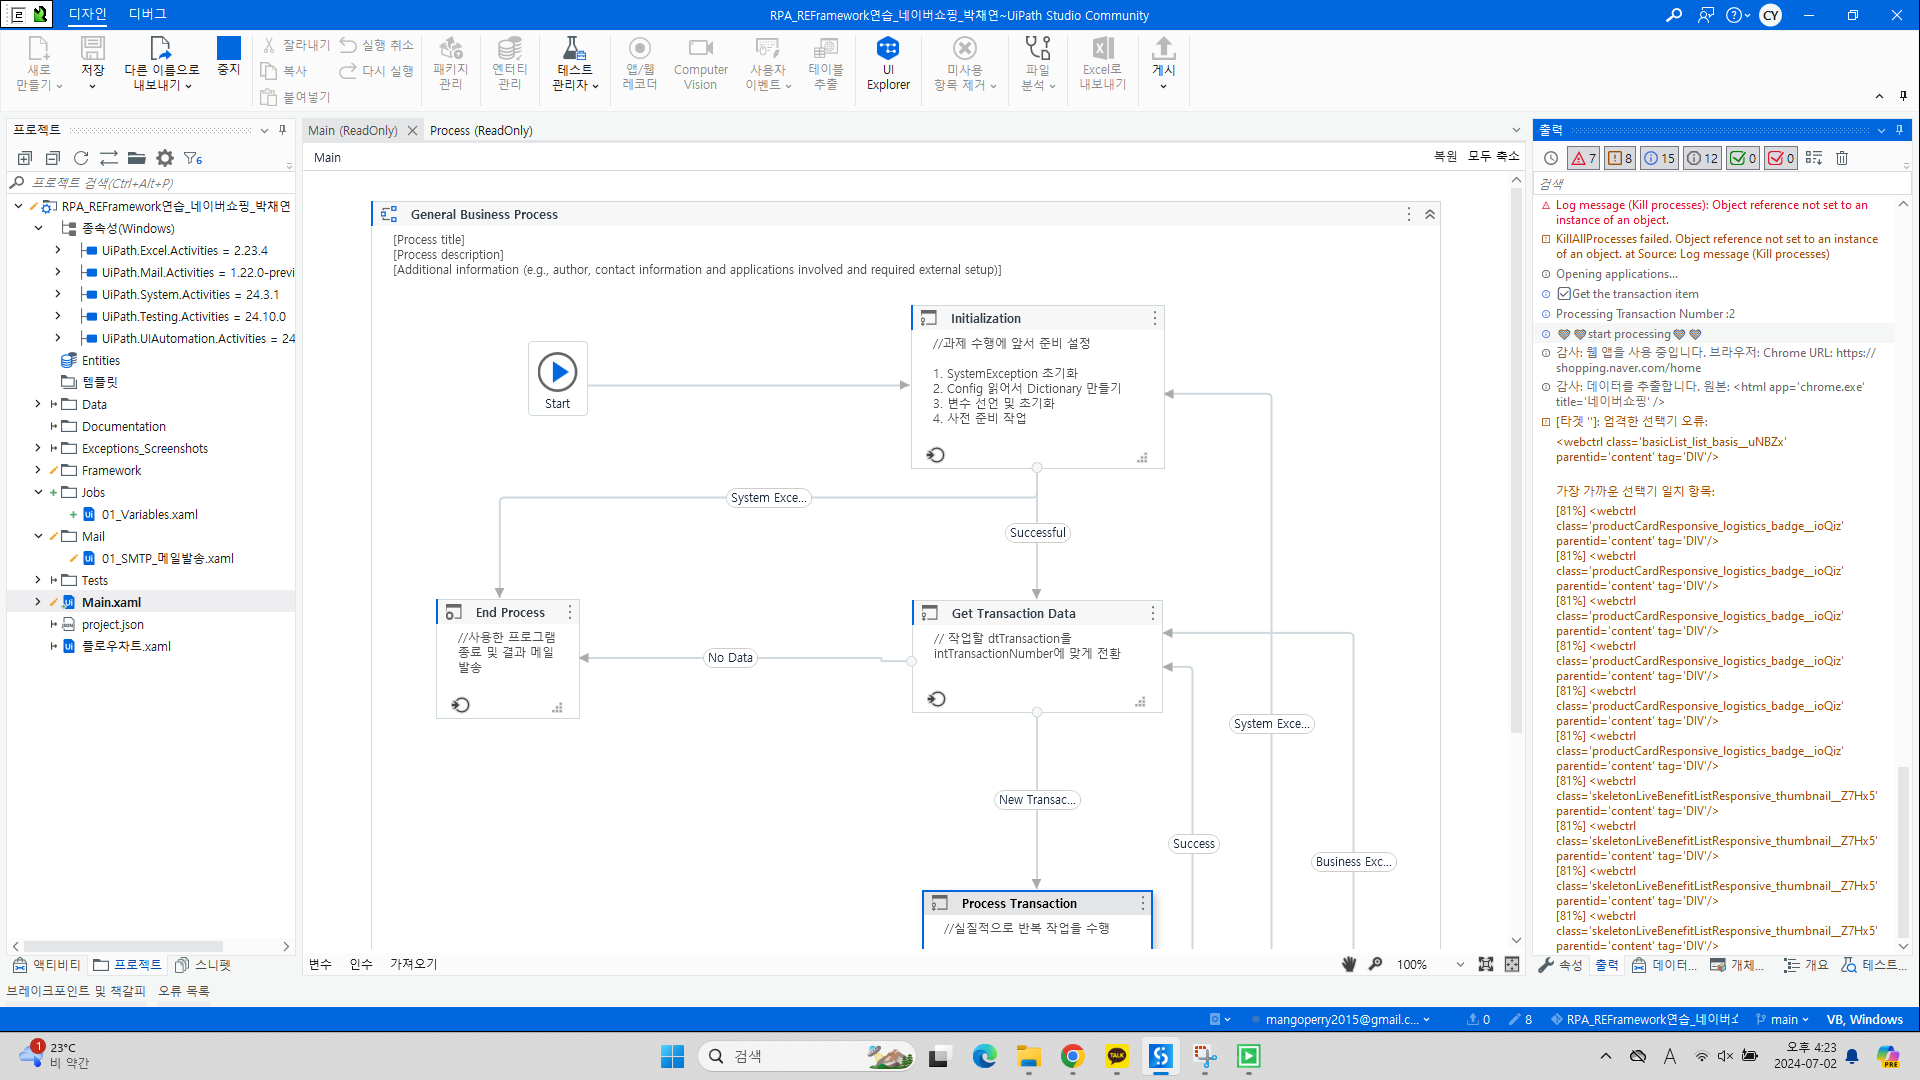 디자인
디버그
RPA_REFramework연습_네이버쇼핑_박채연~UiPath Studio Community
CY
새로 만들기
저장
다른 이름으로 내보내기
중지
잘라내기
복사
붙여넣기
실행 취소
다시 실행
패키지 관리
엔터티 관리
테스트 관리자
앱/웹 레코더
Computer Vision
사용자 이벤트
테이블 추출
UI Explorer
미사용 항목 제거
파일 분석
Excel로 내보내기
게시
프로젝트
6
프로젝트 검색(Ctrl+Alt+P)
RPA_REFramework연습_네이버쇼핑_박채연
종속성(Windows)
UiPath.Excel.Activities = 2.23.4
UiPath.Mail.Activities = 1.22.0-previ
UiPath.System.Activities = 24.3.1
UiPath.Testing.Activities = 24.10.0
UiPath.UIAutomation.Activities = 24
Entities
템플릿
Data
Documentation
Exceptions_Screenshots
Framework
Jobs
01_Variables.xaml
Mail
01_SMTP_메일발송.xaml
Tests
Main.xaml
project.json
플로우차트.xaml
액티비티
프로젝트
스니펫
브레이크포인트 및 책갈피
오류 목록
Main (ReadOnly)
Process (ReadOnly)
Main
복원
모두 축소
General Business Process
[Process title]
[Process description]
[Additional information (e.g., author, contact information and applications involved and required external setup)]
Start
Initialization
//과제 수행에 앞서 준비 설정
1. SystemException 초기화
2. Config 읽어서 Dictionary 만들기
3. 변수 선언 및 초기화
4. 사전 준비 작업
System Exce...
Successful
End Process
//사용한 프로그램
종료 및 결과 메일
발송
No Data
Get Transaction Data
// 작업할 dtTransaction을
intTransactionNumber에 맞게 전환
System Exce...
New Transac...
Success
Business Exc...
Process Transaction
//실질적으로 반복 작업을 수행
변수
인수
가져오기
100%
출력
7
8
15
12
0
0
검색
Log message (Kill processes): Object reference not set to an
instance of an object.
KillAllProcesses failed. Object reference not set to an instance
of an object. at Source: Log message (Kill processes)
Opening applications...
Get the transaction item
Processing Transaction Number :2
start processing
감사: 웹 앱을 사용 중입니다. 브라우저: Chrome URL: https://
shopping.naver.com/home
감사: 데이터를 추출합니다. 원본: <html app='chrome.exe'
title='네이버쇼핑' />
[타겟 '']: 엄격한 선택기 오류:
<webctrl class='basicList_list_basis__uNBZx'
parentid='content' tag='DIV'/>
가장 가까운 선택기 일치 항목:
[81%] <webctrl
class='productCardResponsive_logistics_badge__ioQiz'
parentid='content' tag='DIV'/>
[81%] <webctrl
class='productCardResponsive_logistics_badge__ioQiz'
parentid='content' tag='DIV'/>
[81%] <webctrl
class='productCardResponsive_logistics_badge__ioQiz'
parentid='content' tag='DIV'/>
[81%] <webctrl
class='productCardResponsive_logistics_badge__ioQiz'
parentid='content' tag='DIV'/>
[81%] <webctrl
class='productCardResponsive_logistics_badge__ioQiz'
parentid='content' tag='DIV'/>
[81%] <webctrl
class='productCardResponsive_logistics_badge__ioQiz'
parentid='content' tag='DIV'/>
[81%] <webctrl
class='skeletonLiveBenefitListResponsive_thumbnail__Z7Hx5'
parentid='content' tag='DIV'/>
[81%] <webctrl
class='skeletonLiveBenefitListResponsive_thumbnail__Z7Hx5'
parentid='content' tag='DIV'/>
[81%] <webctrl
class='skeletonLiveBenefitListResponsive_thumbnail__Z7Hx5'
parentid='content' tag='DIV'/>
[81%] <webctrl
class='skeletonLiveBenefitListResponsive_thumbnail__Z7Hx5'
parentid='content' tag='DIV'/>
속성
출력
데이터...
개체...
개요
테스트...
mangoperry2015@gmail.c...
0
8
RPA_REFramework연습_네이버쇼
main
VB, Windows
1
23°C
비 약간
검색
TALK
A
오후 4:23
2024-07-02
PRE